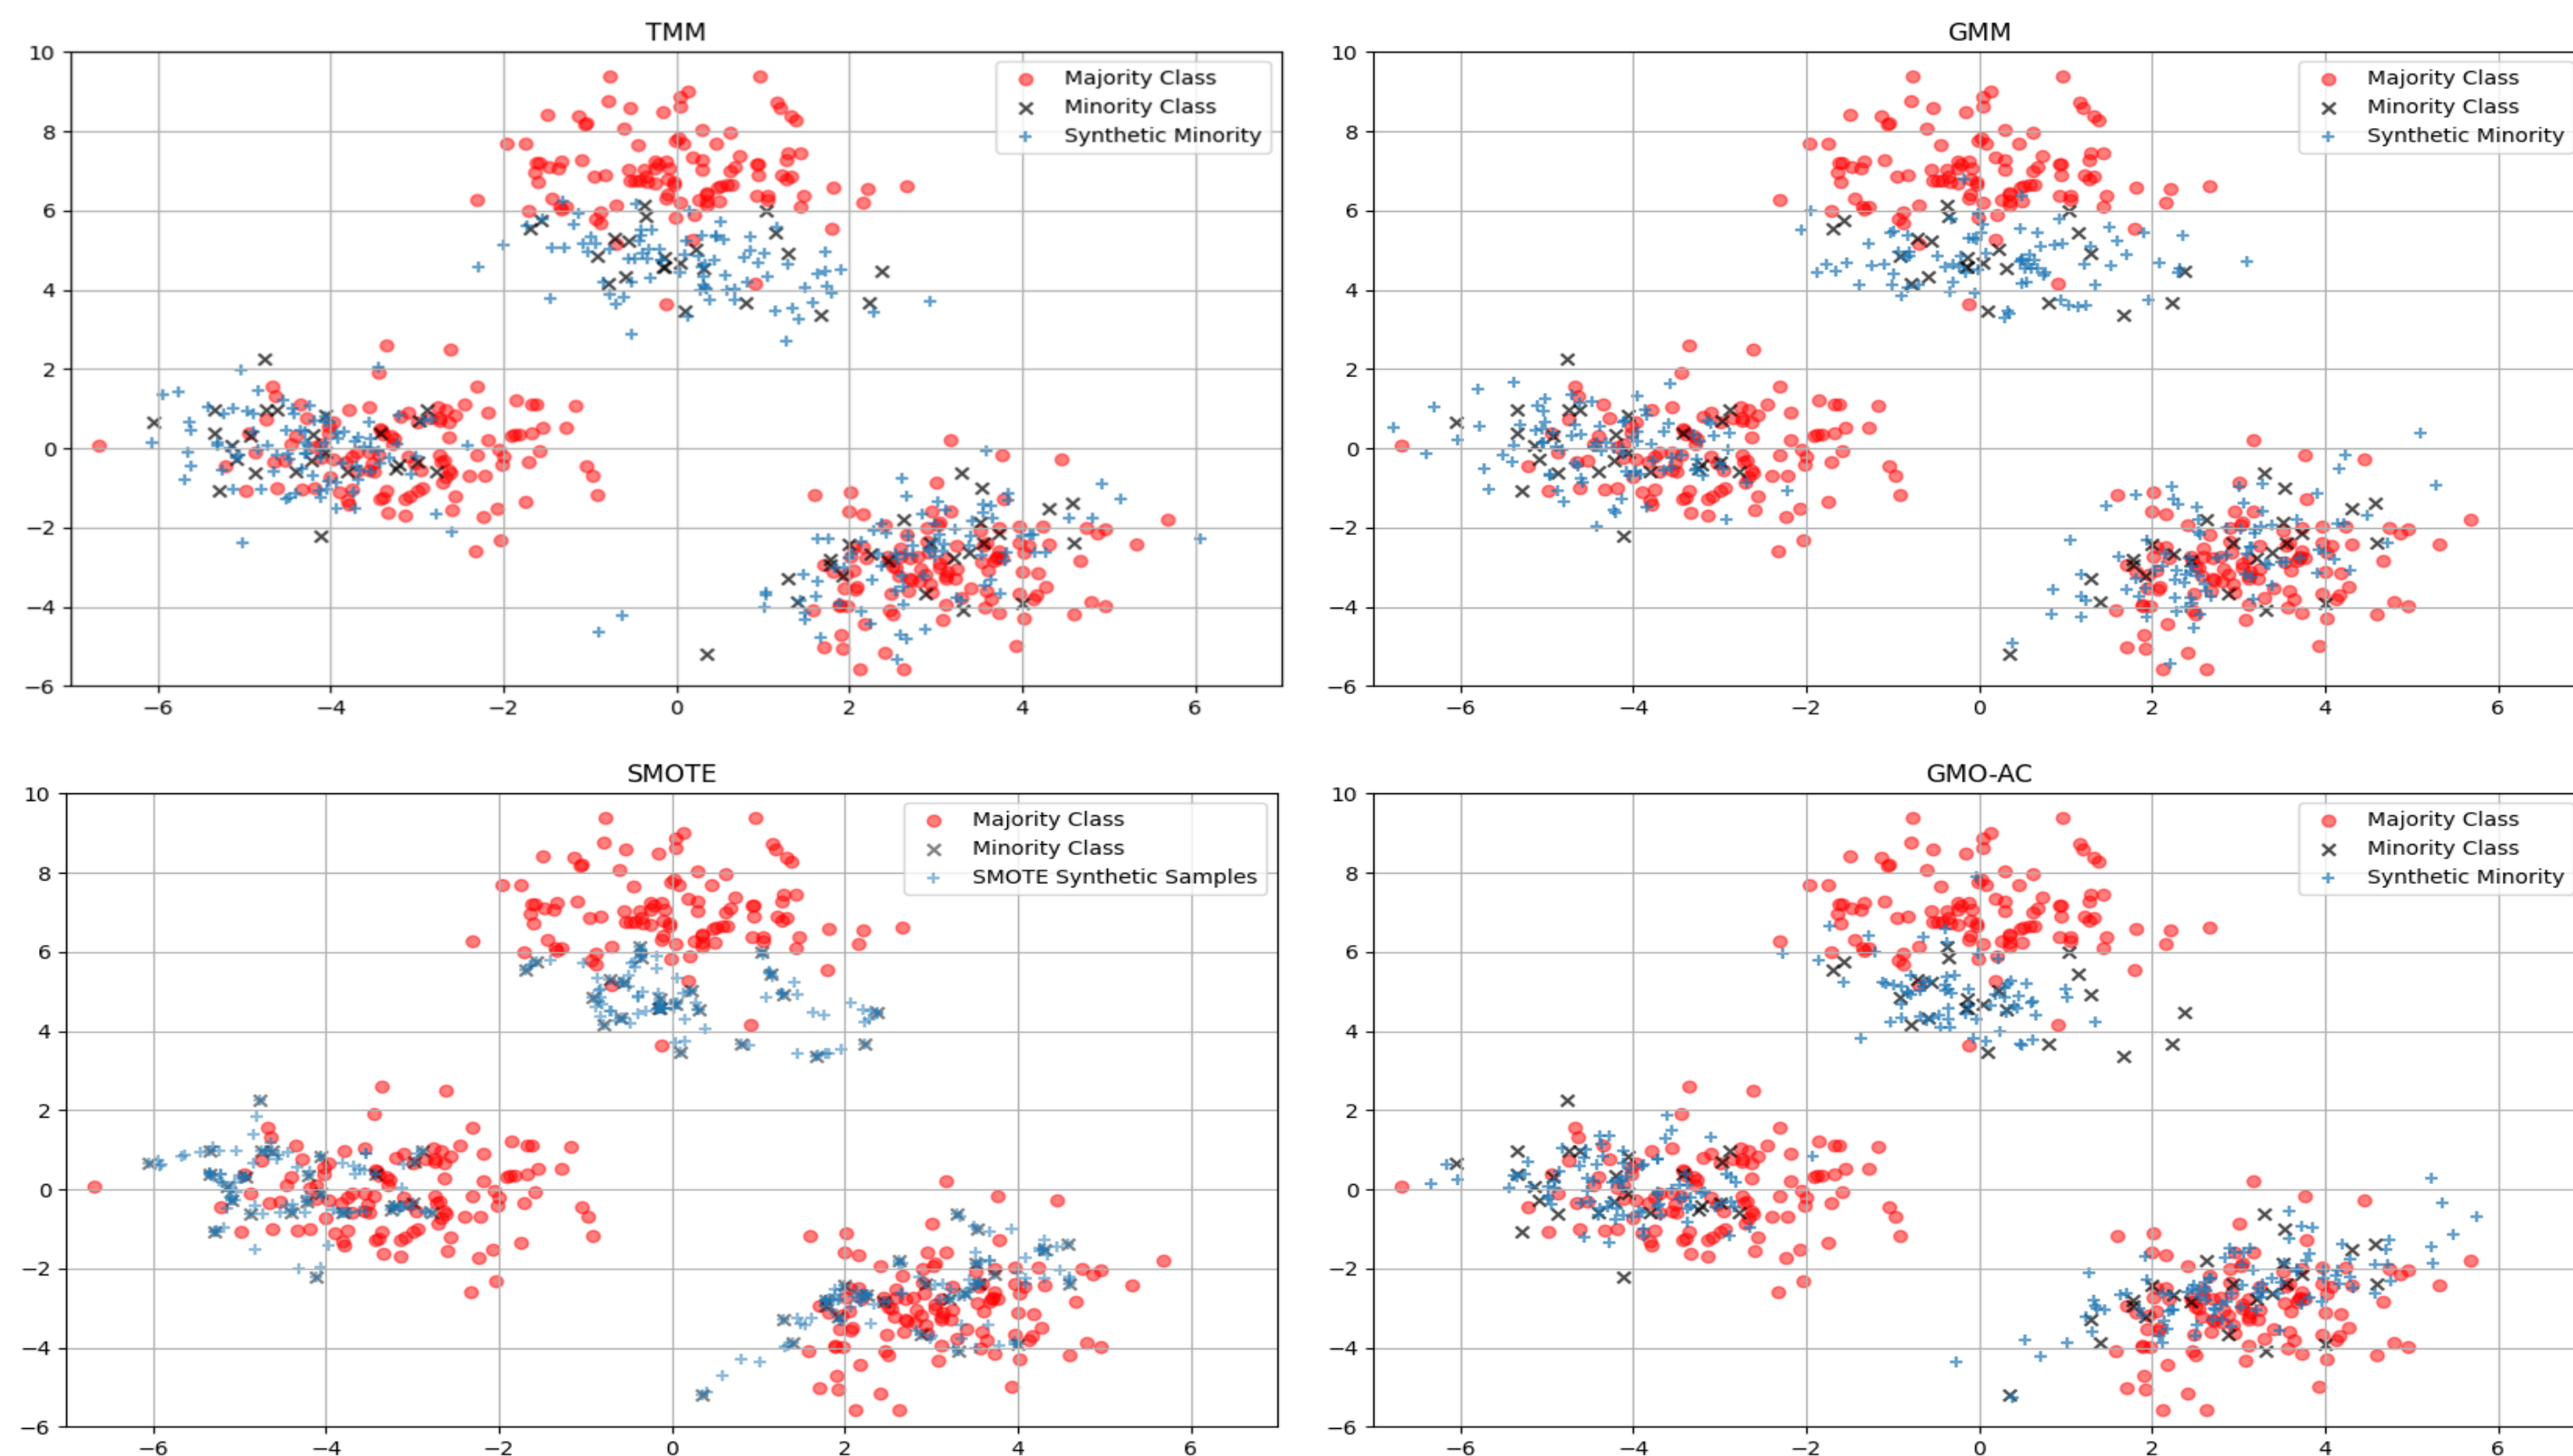 TMM
10
8
6
4
2
0
−2
−4
−6
−6 −4 −2 0 2 4 6
Majority Class
Minority Class
Synthetic Minority
GMM
10
8
6
4
2
0
−2
−4
−6
−6 −4 −2 0 2 4 6
Majority Class
Minority Class
Synthetic Minority
SMOTE
10
8
6
4
2
0
−2
−4
−6
−6 −4 −2 0 2 4 6
Majority Class
Minority Class
SMOTE Synthetic Samples
GMO-AC
10
8
6
4
2
0
−2
−4
−6
−6 −4 −2 0 2 4 6
Majority Class
Minority Class
Synthetic Minority